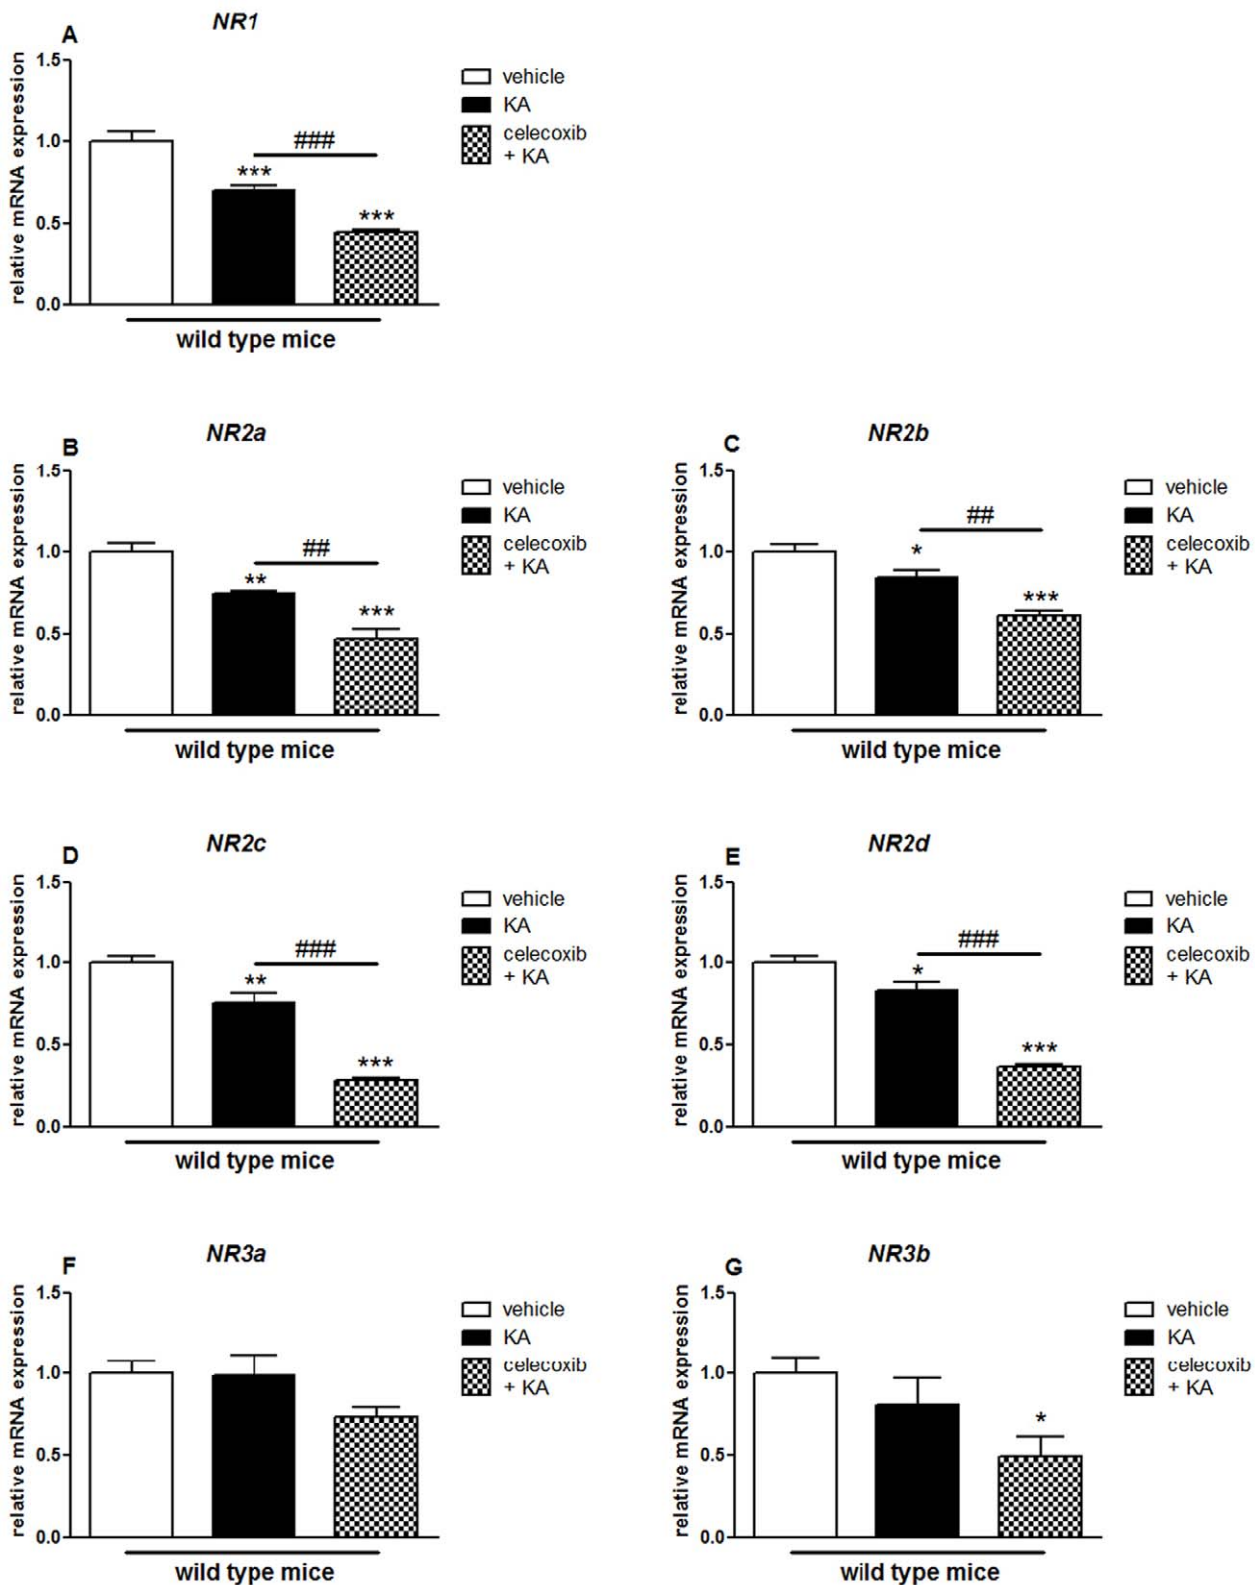 A
NR1
relative mRNA expression
1.5
1.0
0.5
0.0
***
###
***
vehicle
KA
celecoxib
+ KA
wild type mice
B
NR2a
relative mRNA expression
1.5
1.0
0.5
0.0
**
##
***
vehicle
KA
celecoxib
+ KA
wild type mice
C
NR2b
relative mRNA expression
1.5
1.0
0.5
0.0
*
##
***
vehicle
KA
celecoxib
+ KA
wild type mice
D
NR2c
relative mRNA expression
1.5
1.0
0.5
0.0
**
###
***
vehicle
KA
celecoxib
+ KA
wild type mice
E
NR2d
relative mRNA expression
1.5
1.0
0.5
0.0
*
###
***
vehicle
KA
celecoxib
+ KA
wild type mice
F
NR3a
relative mRNA expression
1.5
1.0
0.5
0.0
vehicle
KA
celecoxib
+ KA
wild type mice
G
NR3b
relative mRNA expression
1.5
1.0
0.5
0.0
*
vehicle
KA
celecoxib
+ KA
wild type mice